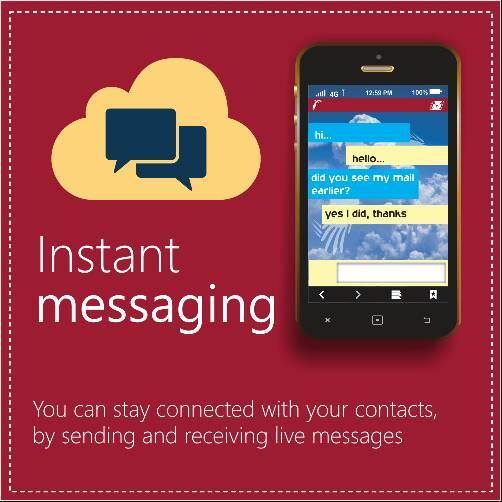 4G
12:59 PM
100%
hi...
hello...
did you see my mail
earlier?
yes i did, thanks
Instant
messaging
You can stay connected with your contacts,
by sending and receiving live messages